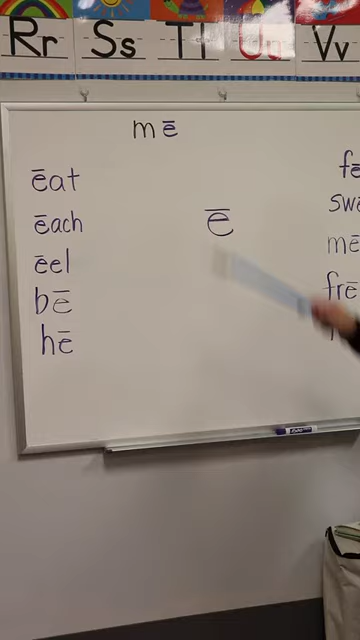 Rr Ss Tt Uu Vv
mē
ēat
ēach
ēel
bē
hē
ē